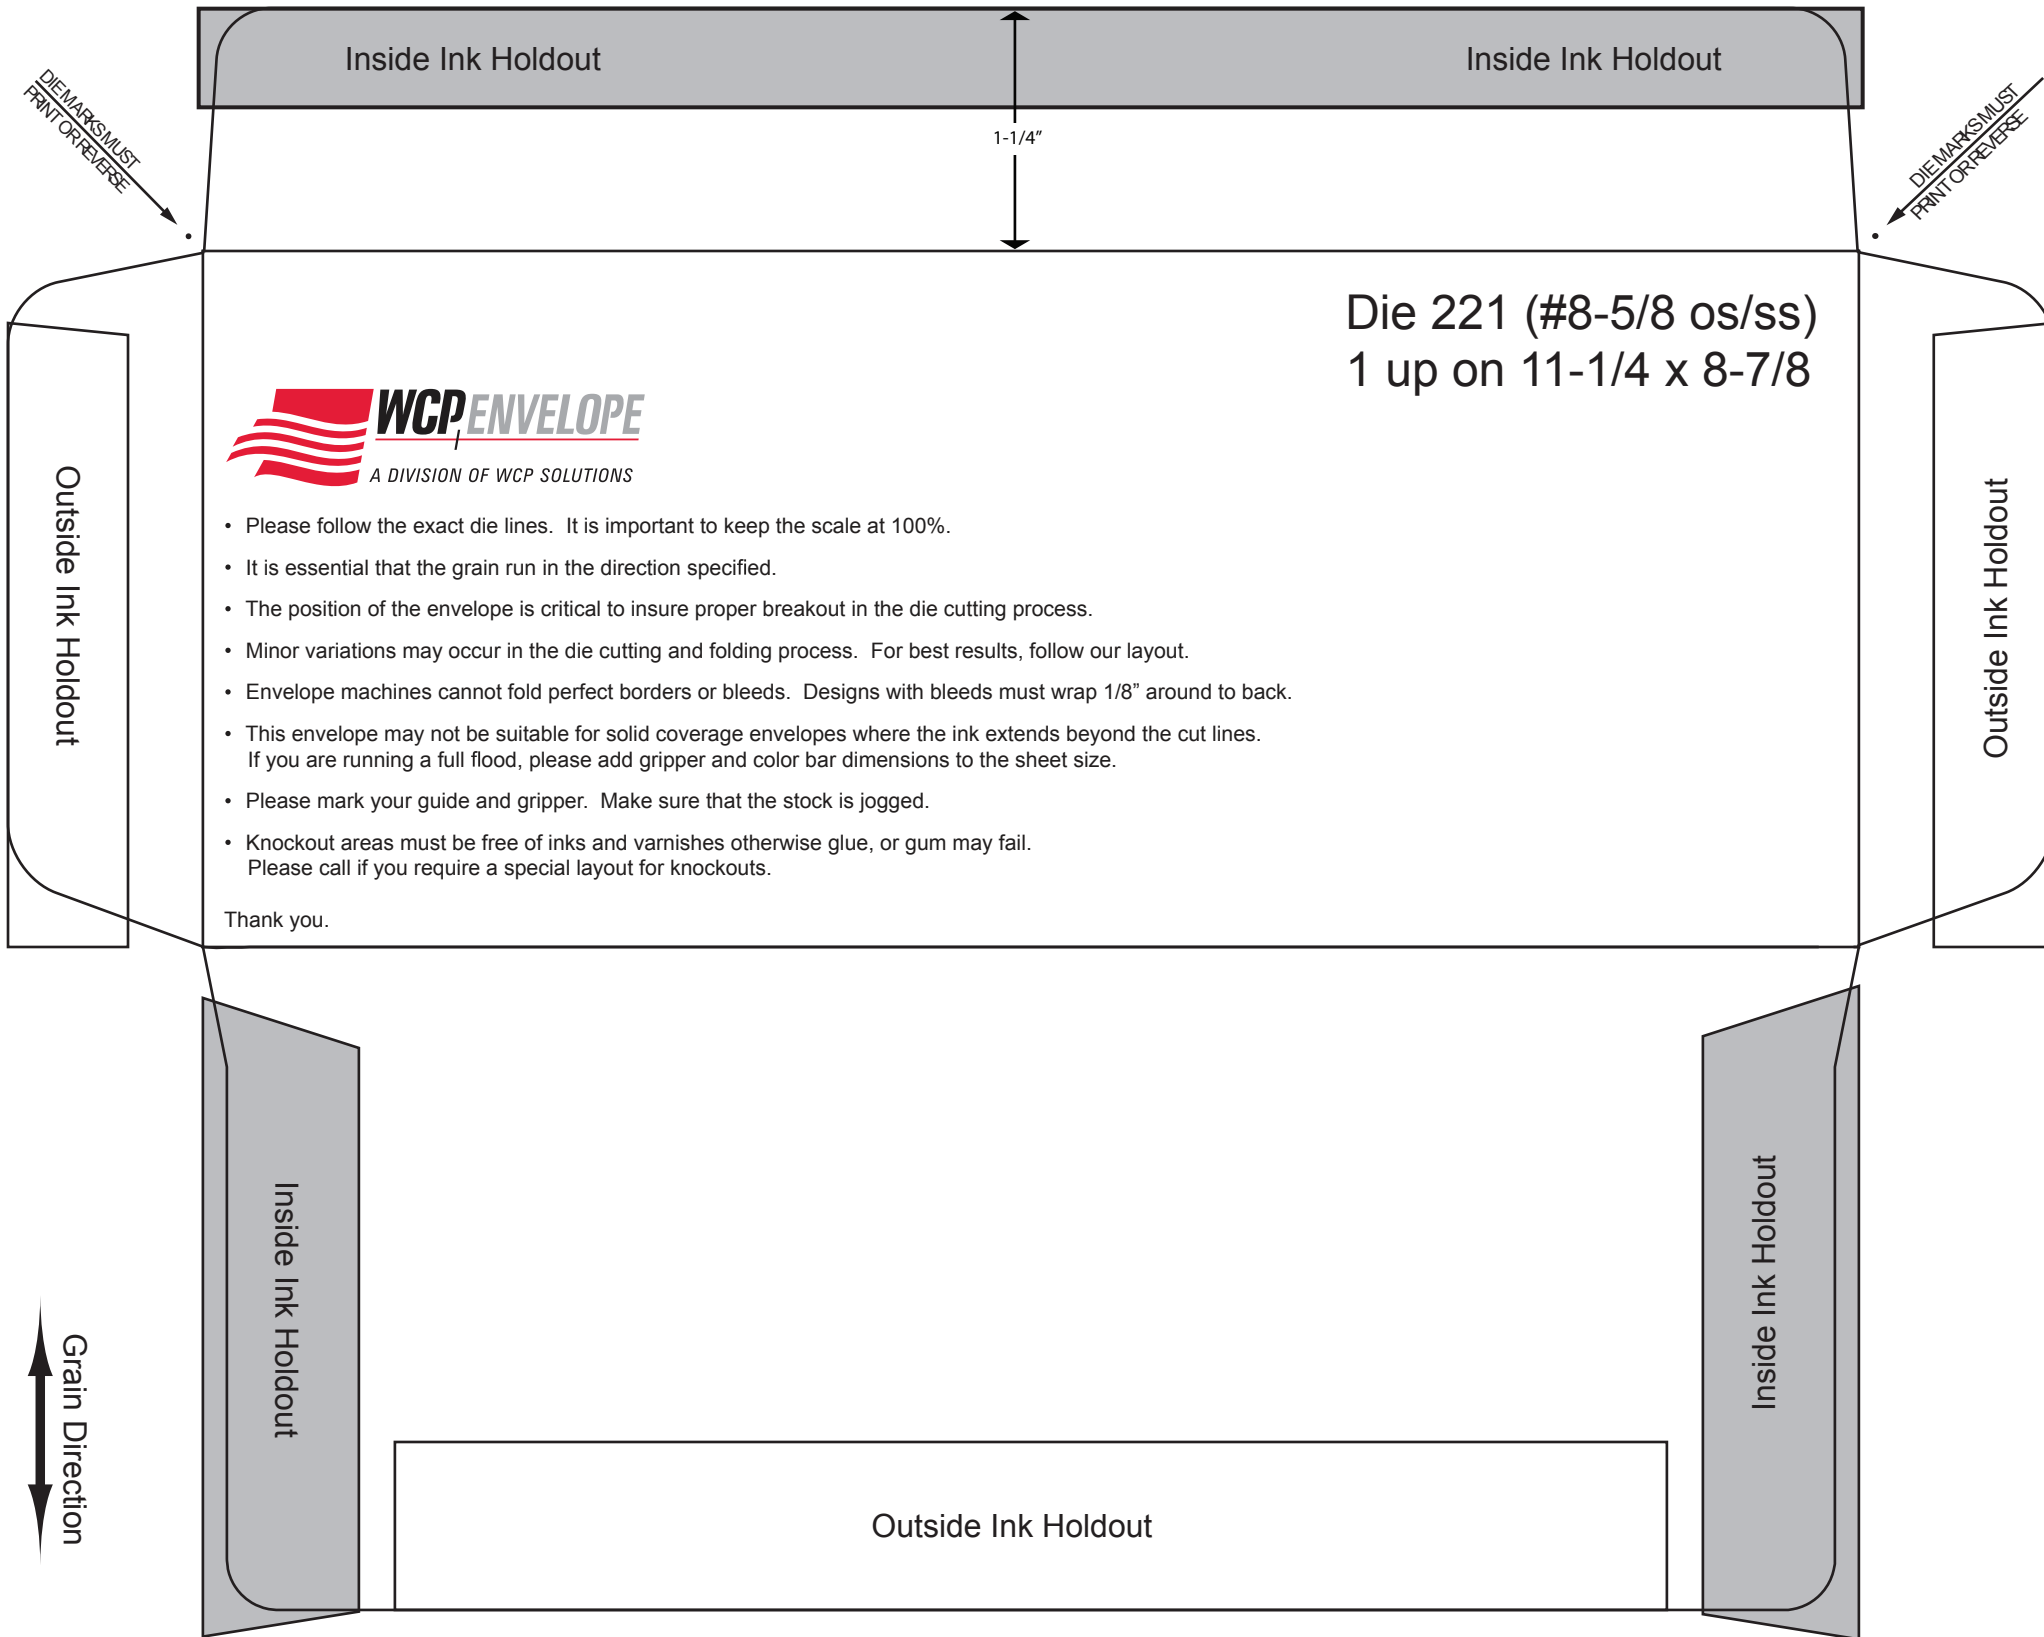 Inside Ink Holdout
Inside Ink Holdout
DIE MARKS MUST
PRINT OR REVERSE
1-1/4”
DIE MARKS MUST
PRINT OR REVERSE
Die 221 (#8-5/8 os/ss)
1 up on 11-1/4 x 8-7/8
WCP ENVELOPE
A DIVISION OF WCP SOLUTIONS
• Please follow the exact die lines.  It is important to keep the scale at 100%.
• It is essential that the grain run in the direction specified.
• The position of the envelope is critical to insure proper breakout in the die cutting process.
• Minor variations may occur in the die cutting and folding process.  For best results, follow our layout.
• Envelope machines cannot fold perfect borders or bleeds.  Designs with bleeds must wrap 1/8” around to back.
• This envelope may not be suitable for solid coverage envelopes where the ink extends beyond the cut lines.
If you are running a full flood, please add gripper and color bar dimensions to the sheet size.
• Please mark your guide and gripper.  Make sure that the stock is jogged.
• Knockout areas must be free of inks and varnishes otherwise glue, or gum may fail.
Please call if you require a special layout for knockouts.
Thank you.
Outside Ink Holdout
Outside Ink Holdout
Inside Ink Holdout
Inside Ink Holdout
Grain Direction
Outside Ink Holdout